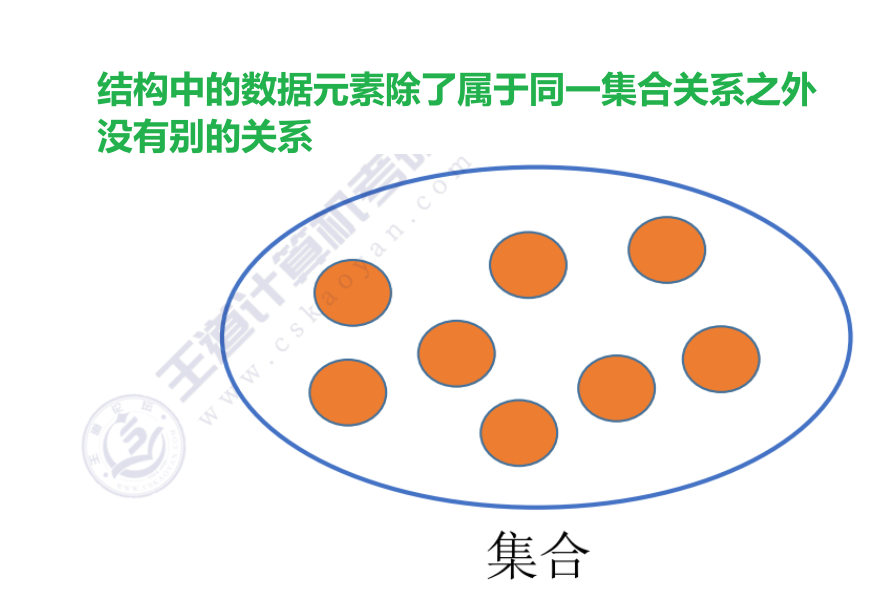 结构中的数据元素除了属于同一集合关系之外
没有别的关系
王道计算机考研
www.cskaoyan.com
集合